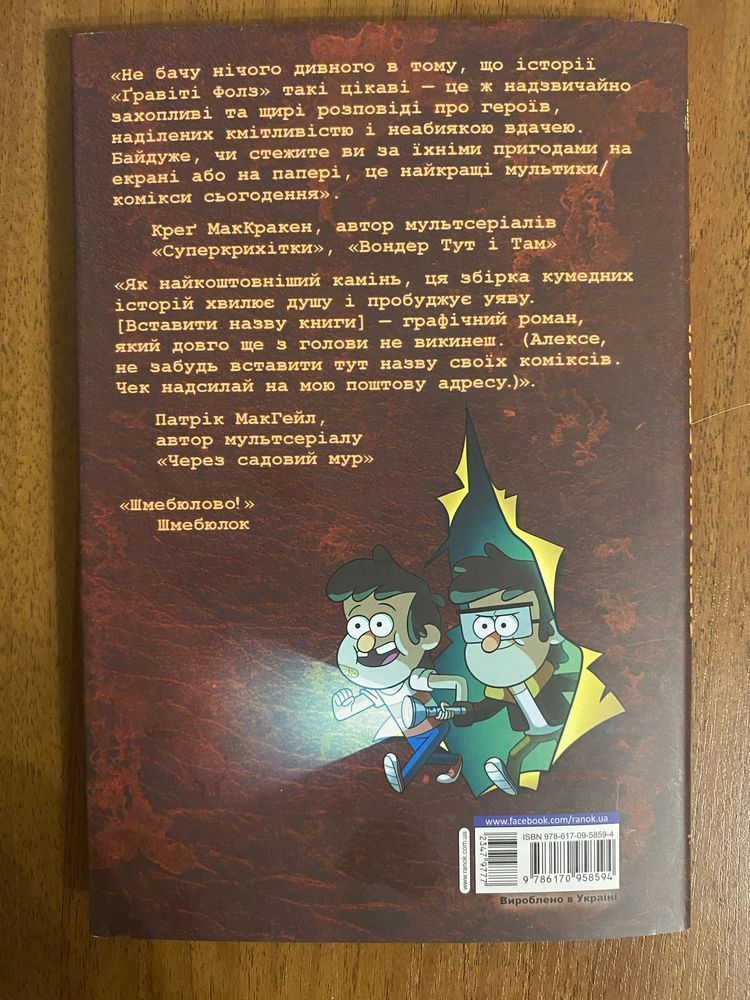 «Не бачу нічого дивного в тому, що історії
«Ґравіті Фолз» такі цікаві — це ж надзвичайно
захопливі та щирі розповіді про героїв,
наділених кмітливістю і неабиякою вдачею.
Байдуже, чи стежите ви за їхніми пригодами на
екрані або на папері, це найкращі мультики/
комікси сьогодення».
Креґ МакКракен, автор мультсеріалів
«Суперкрихітки», «Вондер Тут і Там»
«Як найкоштовніший камінь, ця збірка кумедних
історій хвилює душу і пробуджує уяву.
[Вставити назву книги] — графічний роман,
який довго ще з голови не викинеш. (Алексе,
не забудь вставити тут назву своїх коміксів.
Чек надсилай на мою поштову адресу.)».
Патрік МакГейл,
автор мультсеріалу
«Через садовий мур»
«Шмебюлово!»
Шмебюлок
www.facebook.com/ranok.ua
www.ranok.com.ua
23479777
ISBN 978-617-09-5859-4
9 786170 958594
Вироблено в Україні